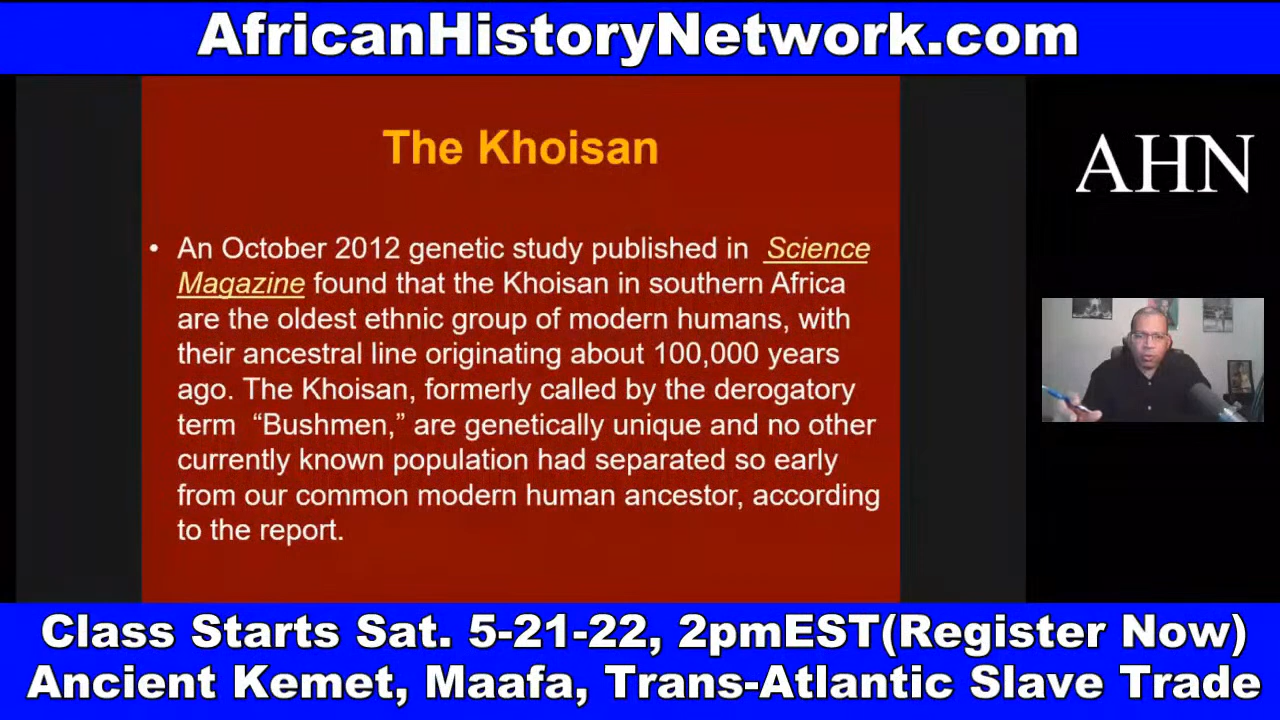 AfricanHistoryNetwork.com
The Khoisan
AHN
• An October 2012 genetic study published in Science
Magazine found that the Khoisan in southern Africa
are the oldest ethnic group of modern humans, with
their ancestral line originating about 100,000 years
ago. The Khoisan, formerly called by the derogatory
term “Bushmen,” are genetically unique and no other
currently known population had separated so early
from our common modern human ancestor, according
to the report.
Class Starts Sat. 5-21-22, 2pmEST(Register Now)
Ancient Kemet, Maafa, Trans-Atlantic Slave Trade